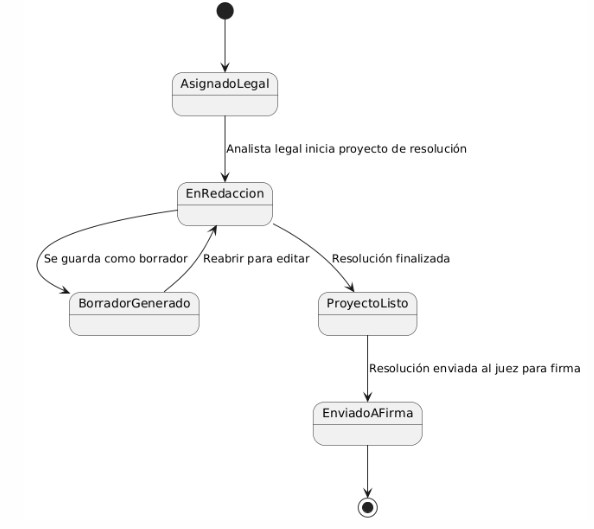 AsignadoLegal
Analista legal inicia proyecto de resolución
EnRedaccion
Se guarda como borrador
Reabrir para editar
Resolución finalizada
BorradorGenerado
ProyectoListo
Resolución enviada al juez para firma
EnviadoAFirma